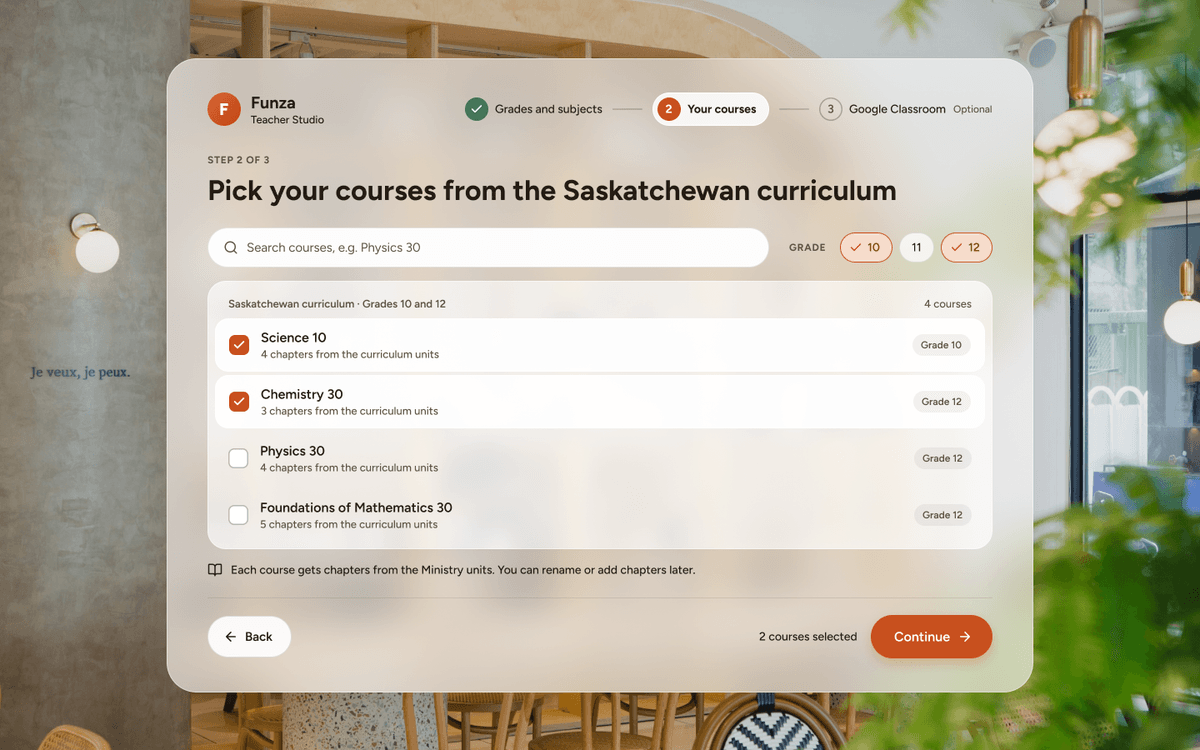 F
Funza
Teacher Studio
Grades and subjects
2 Your courses
3 Google Classroom Optional
STEP 2 OF 3
Pick your courses from the Saskatchewan curriculum
Search courses, e.g. Physics 30
GRADE 10 11 12
Saskatchewan curriculum · Grades 10 and 12 4 courses
Science 10
4 chapters from the curriculum units
Grade 10
Chemistry 30
3 chapters from the curriculum units
Grade 12
Physics 30
4 chapters from the curriculum units
Grade 12
Foundations of Mathematics 30
5 chapters from the curriculum units
Grade 12
Each course gets chapters from the Ministry units. You can rename or add chapters later.
Back
2 courses selected
Continue
Je veux, je peux.